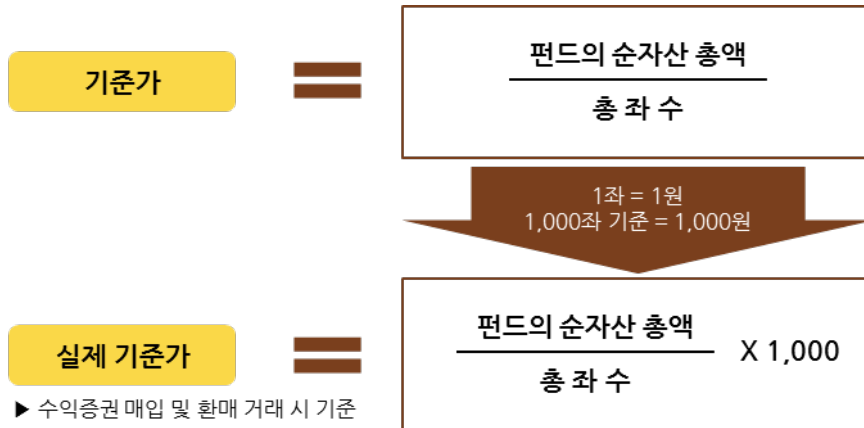 기준가
펀드의 순자산 총액
총 좌 수
1좌 = 1원
1,000좌 기준 = 1,000원
실제 기준가
펀드의 순자산 총액
총 좌 수
X 1,000
▶ 수익증권 매입 및 환매 거래 시 기준